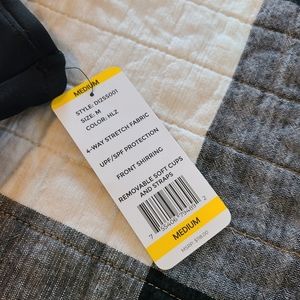 MEDIUM
STYLE: D1255001
SIZE: M
COLOR: HLZ
4-WAY STRETCH FABRIC
UPF/SPF PROTECTION
FRONT SHIRRING
REMOVABLE SOFT CUPS
AND STRAPS
MEDIUM